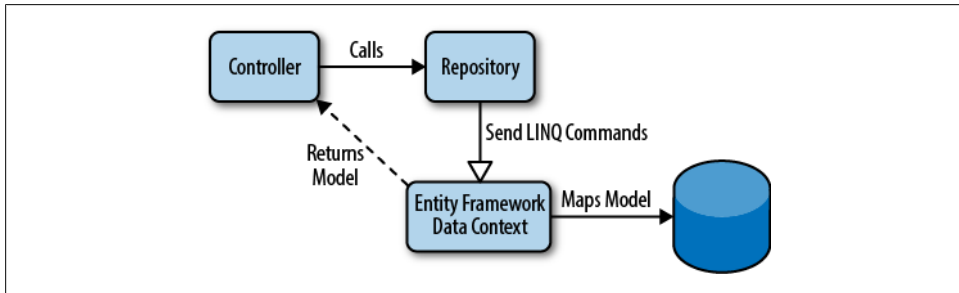 Calls
Controller
Repository
Send LINQ Commands
Returns
Model
Entity Framework
Data Context
Maps Model